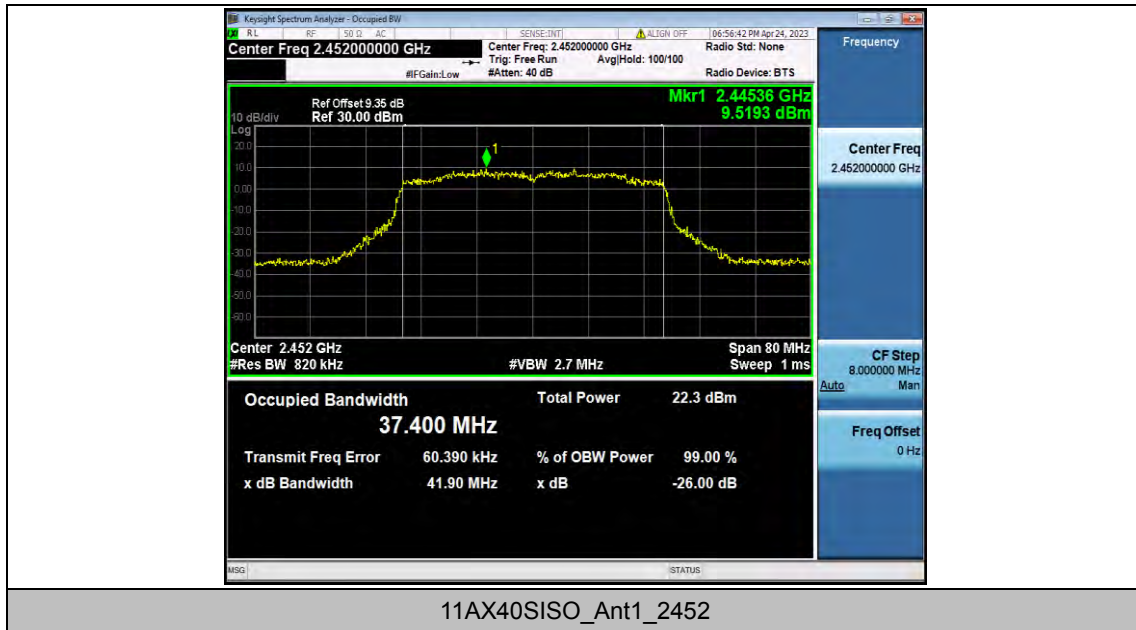 Keysight Spectrum Analyzer - Occupied BW
RL RF 50 Ω AC SENSE:INT ALIGN OFF 06:56:42 PM Apr 24, 2023
Center Freq 2.452000000 GHz
Center Freq: 2.452000000 GHz
Radio Std: None
Trig: Free Run Avg|Hold: 100/100
#IFGain:Low #Atten: 40 dB Radio Device: BTS
Frequency
Mkr1 2.44536 GHz
9.5193 dBm
Ref Offset 9.35 dB
10 dB/div Ref 30.00 dBm
Log
20.0
1
10.0
0.00
-10.0
-20.0
-30.0
-40.0
-50.0
-60.0
Center 2.452 GHz Span 80 MHz
#Res BW 820 kHz #VBW 2.7 MHz Sweep 1 ms
Center Freq
2.452000000 GHz
CF Step
8.000000 MHz
Auto Man
Freq Offset
0 Hz
Occupied Bandwidth Total Power 22.3 dBm
37.400 MHz
Transmit Freq Error 60.390 kHz % of OBW Power 99.00 %
x dB Bandwidth 41.90 MHz x dB -26.00 dB
MSG STATUS
11AX40SISO_Ant1_2452